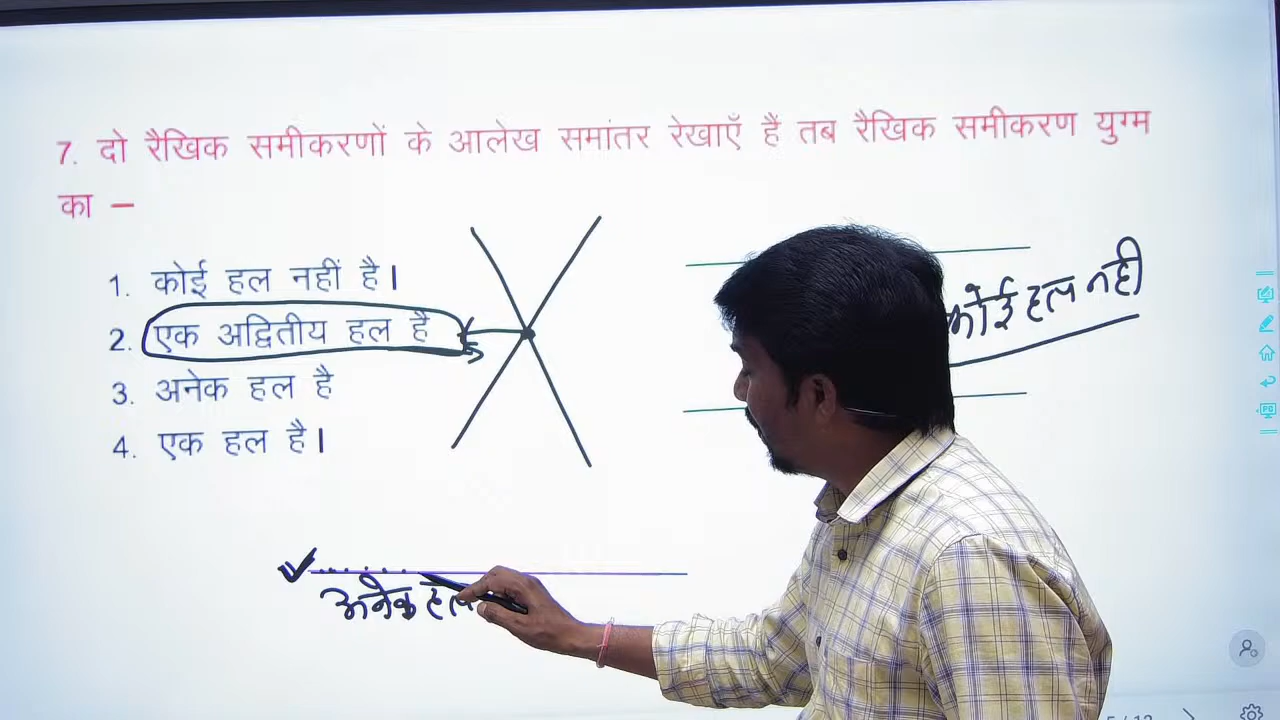 7. दो रैखिक समीकरणों के आलेख समांतर रेखाएँ हैं तब रैखिक समीकरण युग्म
का –
1. कोई हल नहीं है।
2. एक अद्वितीय हल है
3. अनेक हल है
4. एक हल है।
कोई हल नही
अनेक हल
PC